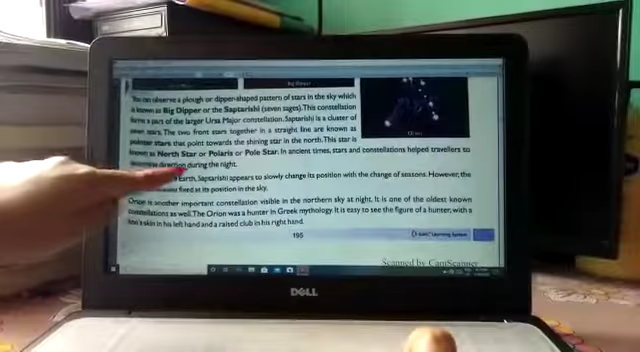 Big Dipper
You can observe a plough or dipper-shaped pattern of stars in the sky which
is known as Big Dipper or the Saptarishi (seven sages). This constellation
forms a part of the larger Ursa Major constellation. Saptarishi is a cluster of
seven stars. The two front stars together in a straight line are known as
pointer stars that point towards the shining star in the north. This star is
known as North Star or Polaris or Pole Star. In ancient times, stars and constellations helped travellers to
direction during the night.
Orion
Earth, Saptarishi appears to slowly change its position with the change of seasons. However, the
fixed at its position in the sky.
Orion is another important constellation visible in the northern sky at night. It is one of the oldest known
constellations as well. The Orion was a hunter in Greek mythology. It is easy to see the figure of a hunter, with a
lion's skin in his left hand and a raised club in his right hand.
195
Learning System
Scanned by CamScanner
DELL